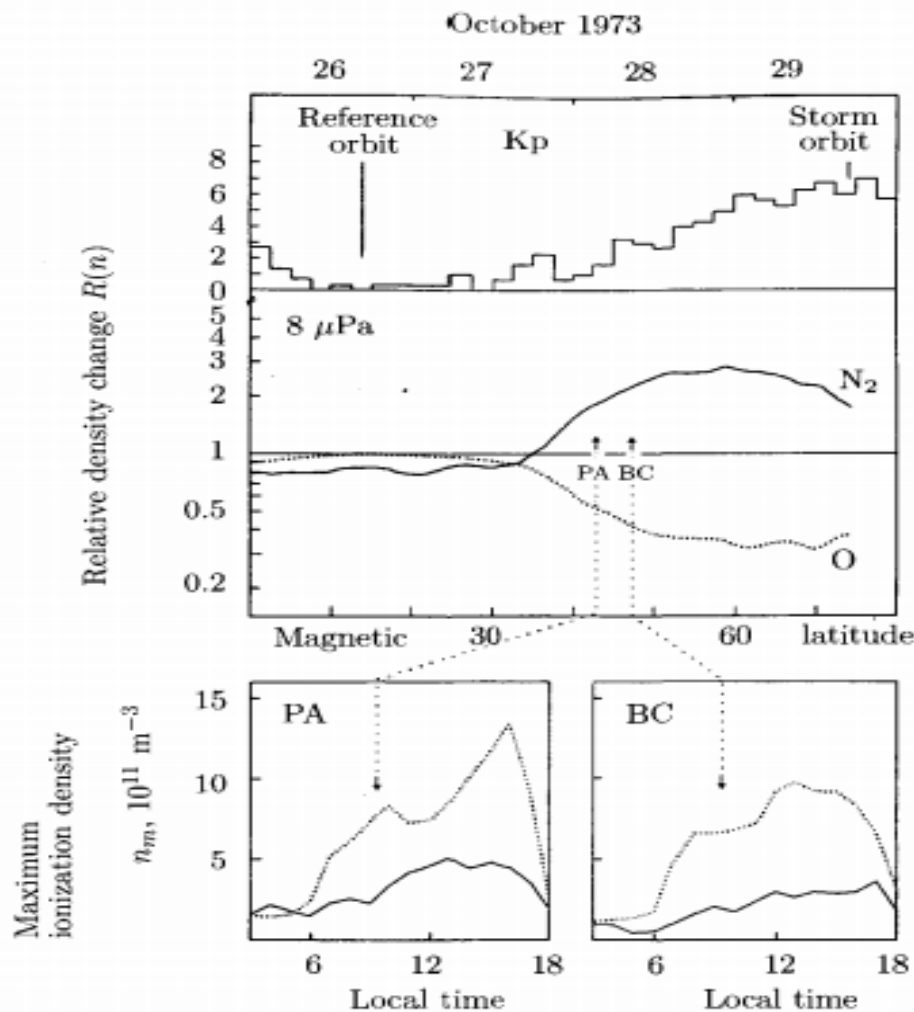 October 1973
26 27 28 29
Reference orbit
Kp
Storm orbit
8
6
4
2
0
Relative density change R(n)
8 μPa
5
4
3
2
1
0.5
0.2
N₂
PA BC
O
Magnetic 30 60 latitude
Maximum ionization density
nₘ, 10¹¹ m⁻³
15
10
5
PA
BC
6 12 18
6 12 18
Local time
Local time